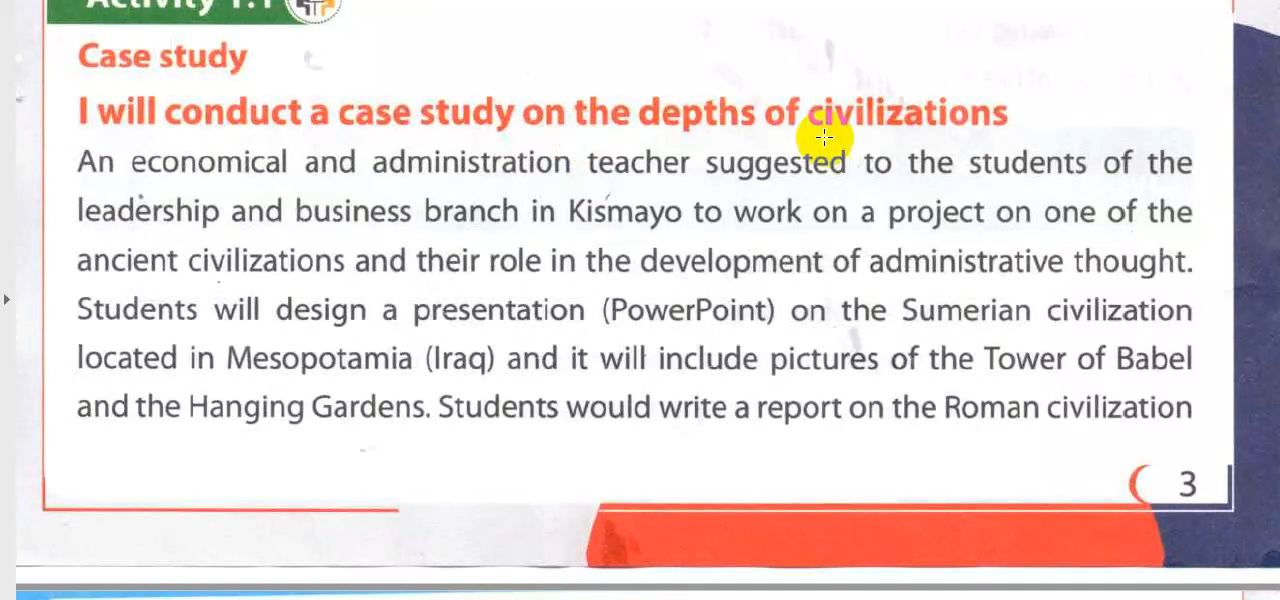 Activity 1.1
Case study
I will conduct a case study on the depths of civilizations
An economical and administration teacher suggested to the students of the
leadership and business branch in Kismayo to work on a project on one of the
ancient civilizations and their role in the development of administrative thought.
Students will design a presentation (PowerPoint) on the Sumerian civilization
located in Mesopotamia (Iraq) and it will include pictures of the Tower of Babel
and the Hanging Gardens. Students would write a report on the Roman civilization
3